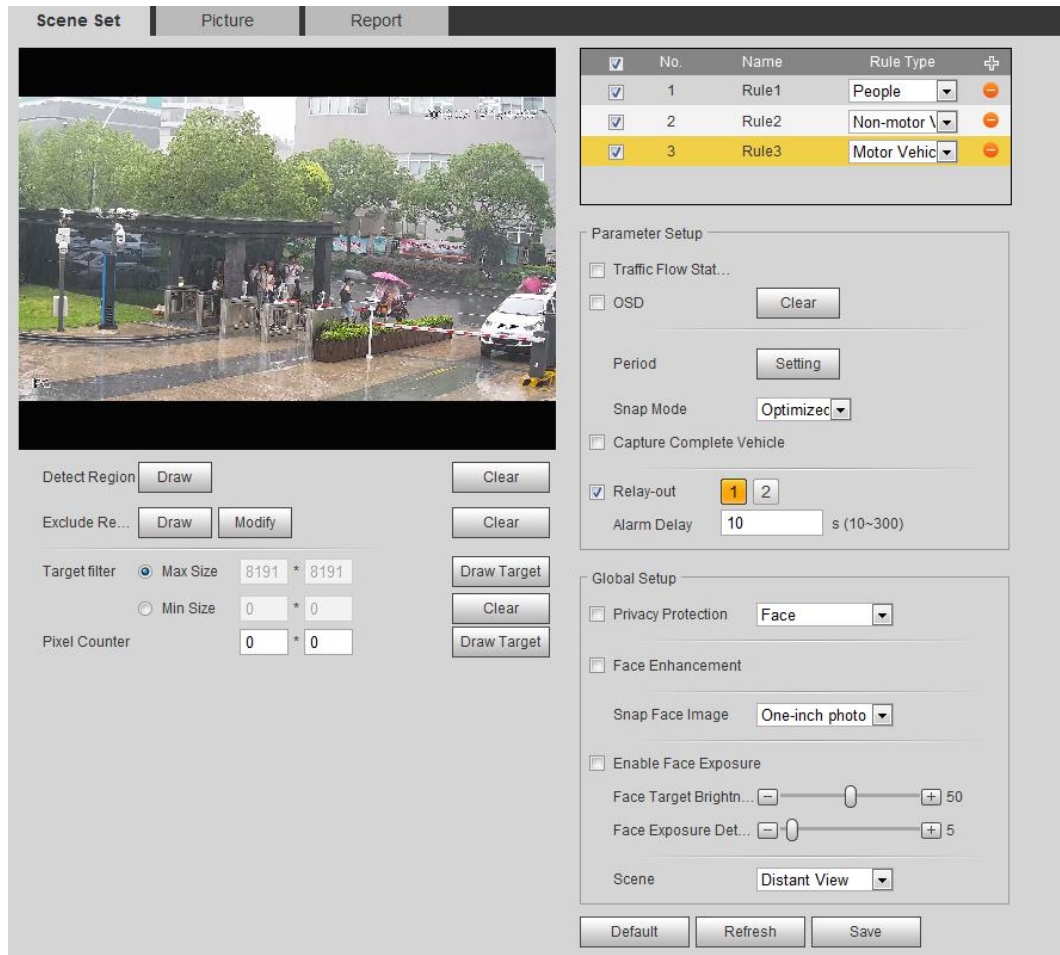 Scene Set Picture Report
No. Name Rule Type
1 Rule1 People
2 Rule2 Non-motor V
3 Rule3 Motor Vehic
Parameter Setup
Traffic Flow Stat...
OSD Clear
Period Setting
Snap Mode Optimized
Capture Complete Vehicle
Relay-out 1 2
Alarm Delay 10 s (10~300)
Detect Region Draw Clear
Exclude Re... Draw Modify Clear
Target filter Max Size 8191 * 8191 Draw Target
Min Size 0 * 0 Clear
Pixel Counter 0 * 0 Draw Target
Global Setup
Privacy Protection Face
Face Enhancement
Snap Face Image One-inch photo
Enable Face Exposure
Face Target Brightn... 50
Face Exposure Det... 5
Scene Distant View
Default Refresh Save